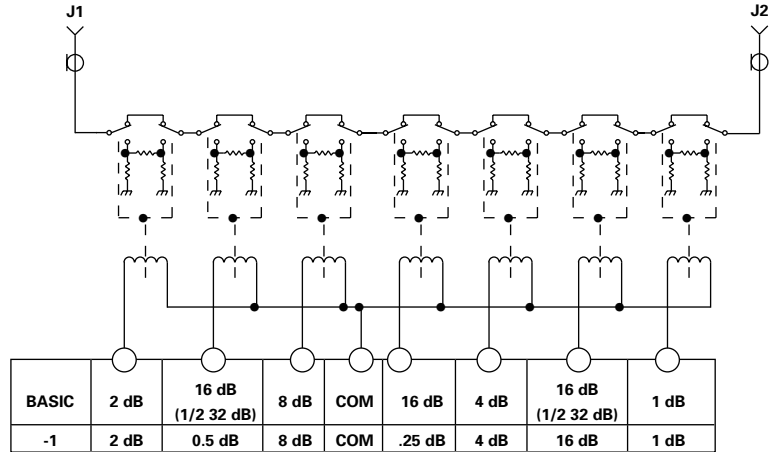 J1 J2
BASIC 2 dB 16 dB (1/2 32 dB) 8 dB COM 16 dB 4 dB 16 dB (1/2 32 dB) 1 dB
-1 2 dB 0.5 dB 8 dB COM .25 dB 4 dB 16 dB 1 dB